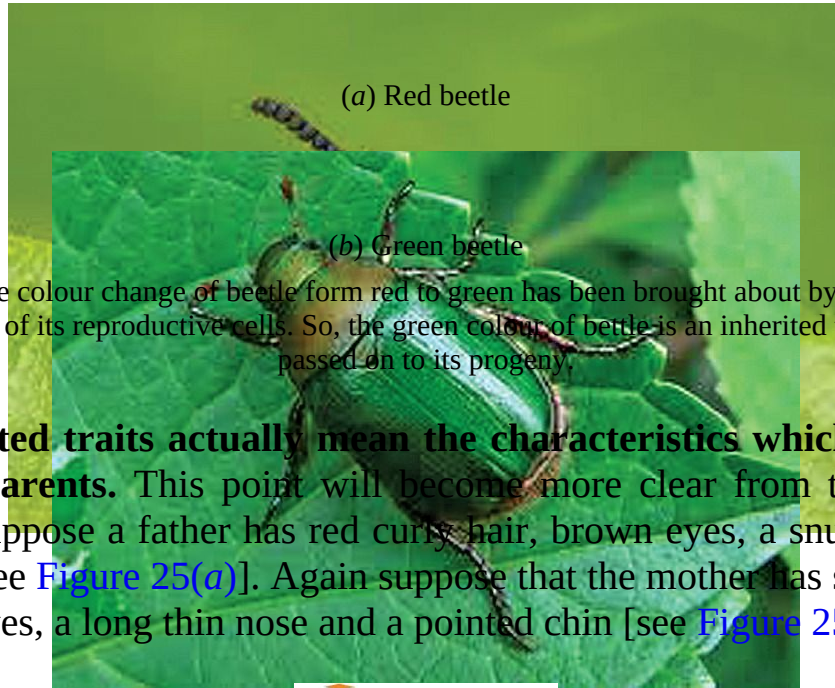 (a) Red beetle
(b) Green beetle
e colour change of beetle form red to green has been brought about by
of its reproductive cells. So, the green colour of bettle is an inherited
passed on to its progeny.
ted traits actually mean the characteristics which
arents. This point will become more clear from t
ppose a father has red curly hair, brown eyes, a snu
ee Figure 25(a)]. Again suppose that the mother has s
es, a long thin nose and a pointed chin [see Figure 25